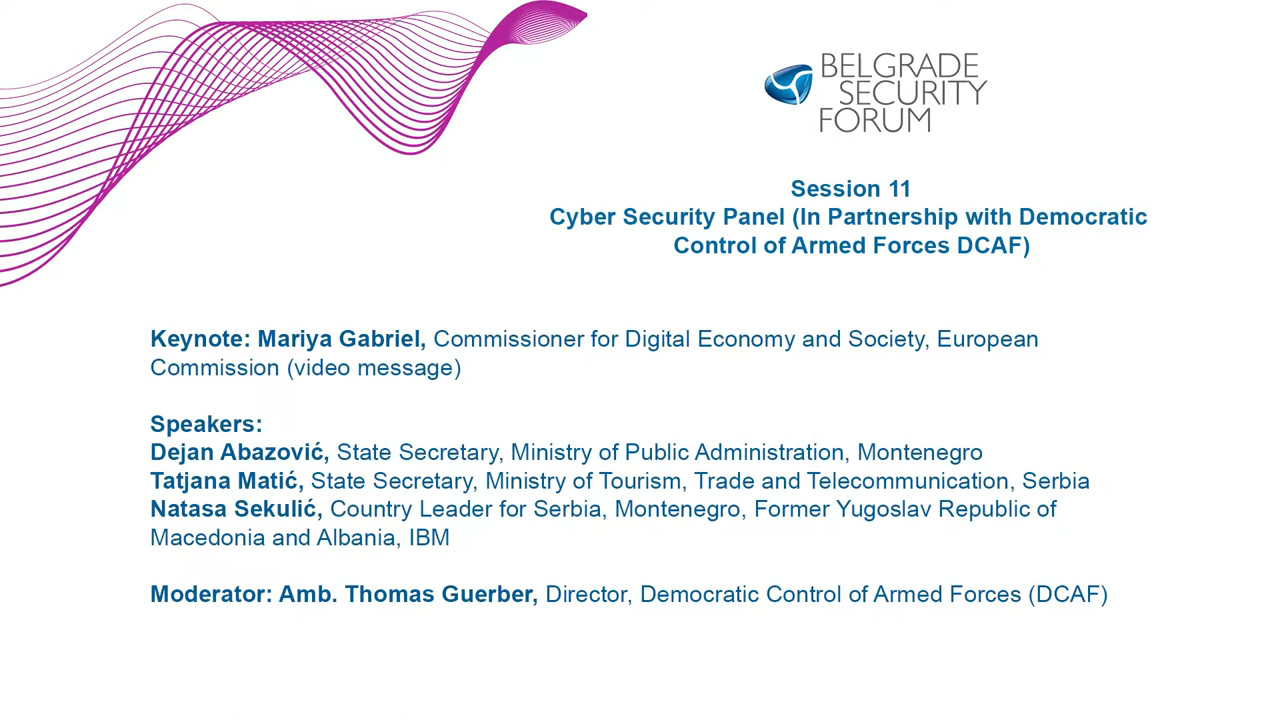 BELGRADE
SECURITY
FORUM
Session 11
Cyber Security Panel (In Partnership with Democratic
Control of Armed Forces DCAF)
Keynote: Mariya Gabriel, Commissioner for Digital Economy and Society, European
Commission (video message)
Speakers:
Dejan Abazović, State Secretary, Ministry of Public Administration, Montenegro
Tatjana Matić, State Secretary, Ministry of Tourism, Trade and Telecommunication, Serbia
Natasa Sekulić, Country Leader for Serbia, Montenegro, Former Yugoslav Republic of
Macedonia and Albania, IBM
Moderator: Amb. Thomas Guerber, Director, Democratic Control of Armed Forces (DCAF)